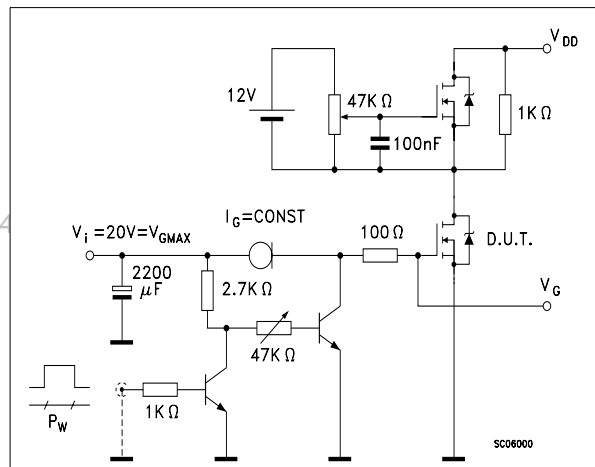 V_DD
12V
47K Ω
1K Ω
100nF
I_G=CONST
V_i =20V=V_GMAX
100 Ω
D.U.T.
2200
μF
2.7K Ω
V_G
47K Ω
1K Ω
P_W
SC06000
4